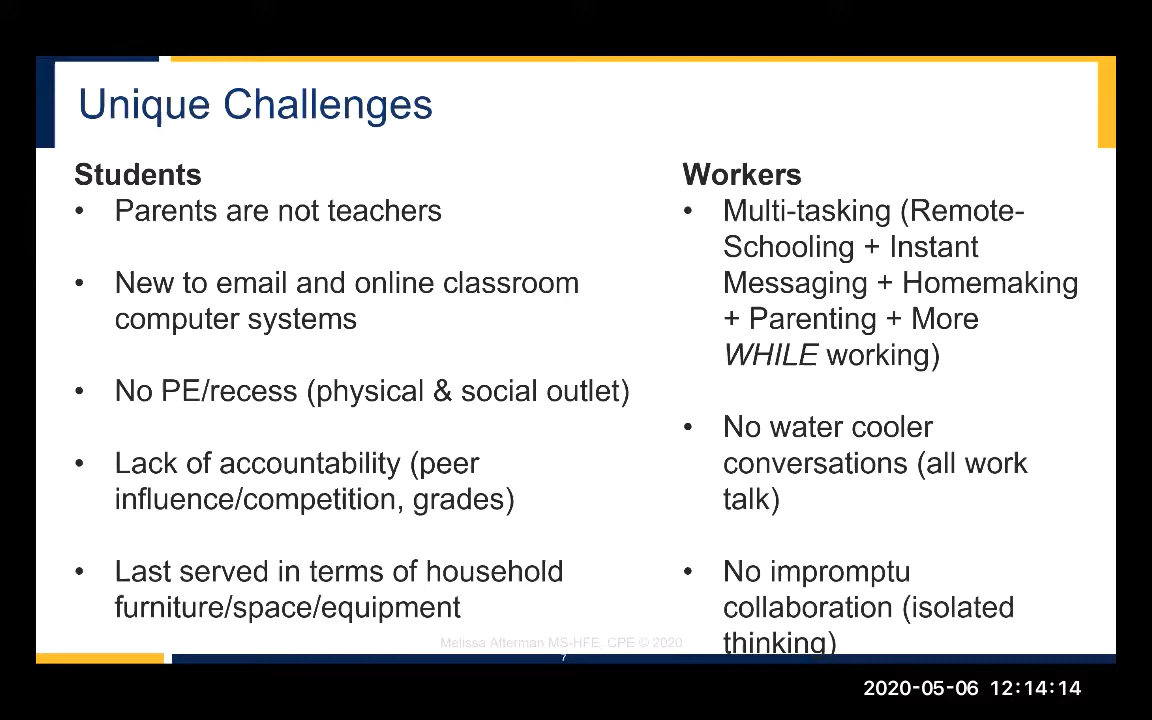 Unique Challenges
Students
• Parents are not teachers
• New to email and online classroom
computer systems
• No PE/recess (physical & social outlet)
• Lack of accountability (peer
influence/competition, grades)
• Last served in terms of household
furniture/space/equipment
Workers
• Multi-tasking (Remote-
Schooling + Instant
Messaging + Homemaking
+ Parenting + More
WHILE working)
• No water cooler
conversations (all work
talk)
• No impromptu
collaboration (isolated
thinking)
Melissa Afterman MS-HFE, CPE © 2020
7
2020-05-06 12:14:14